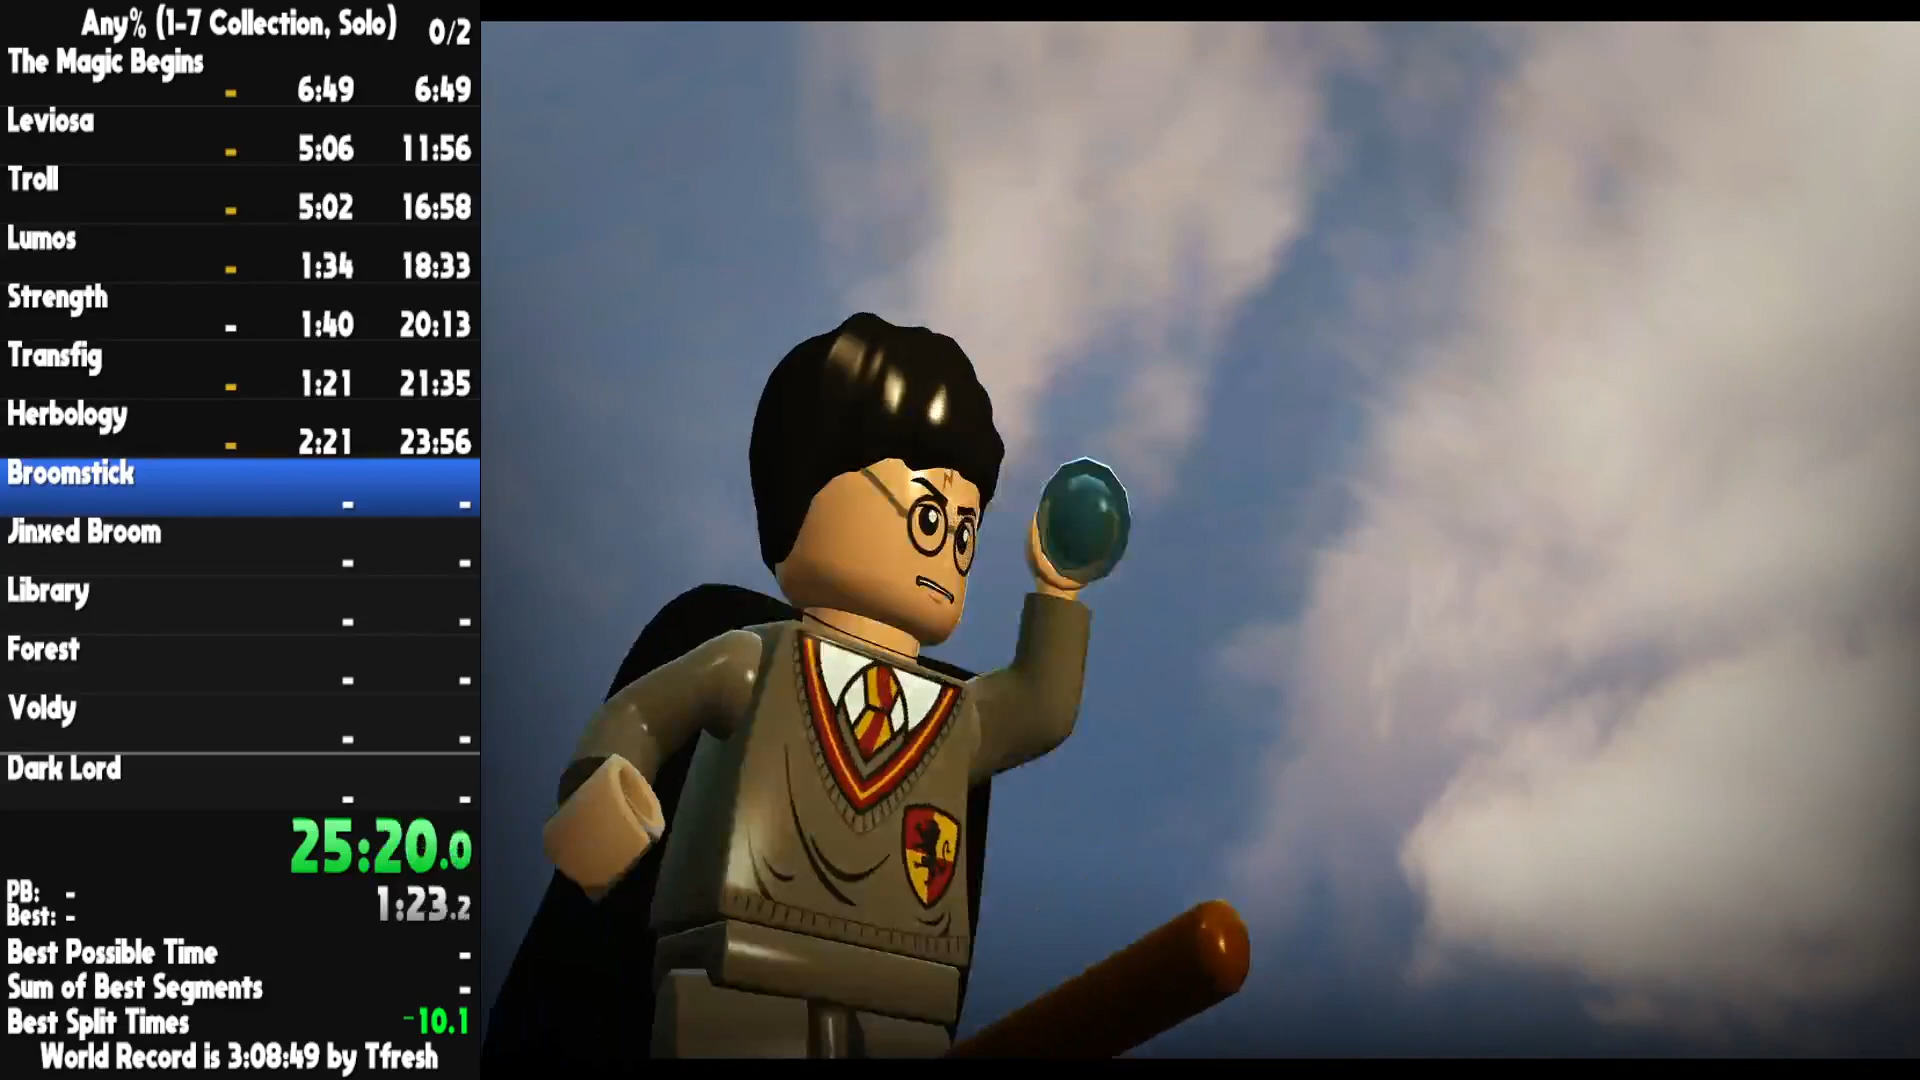 Any% (1-7 Collection, Solo) 0/2
The Magic Begins
- 6:49 6:49
Leviosa
- 5:06 11:56
Troll
- 5:02 16:58
Lumos
- 1:34 18:33
Strength
- 1:40 20:13
Transfig
- 1:21 21:35
Herbology
- 2:21 23:56
Broomstick
- -
Jinxed Broom
- -
Library
- -
Forest
- -
Voldy
- -
Dark Lord
- -
25:20.0
PB: -
Best: - 1:23.2
Best Possible Time -
Sum of Best Segments -
Best Split Times -10.1
World Record is 3:08:49 by Tfresh